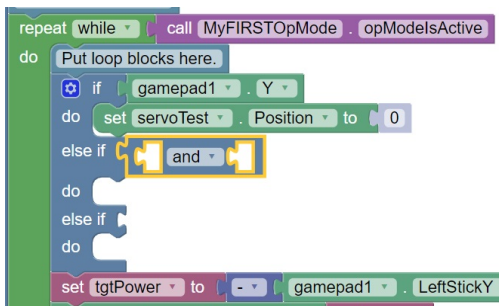 repeat while call MyFIRSTOpMode . opModeIsActive
do Put loop blocks here.
if gamepad1 . Y
do set servoTest . Position to 0
else if and
do
else if
do
set tgtPower to - gamepad1 . LeftStickY